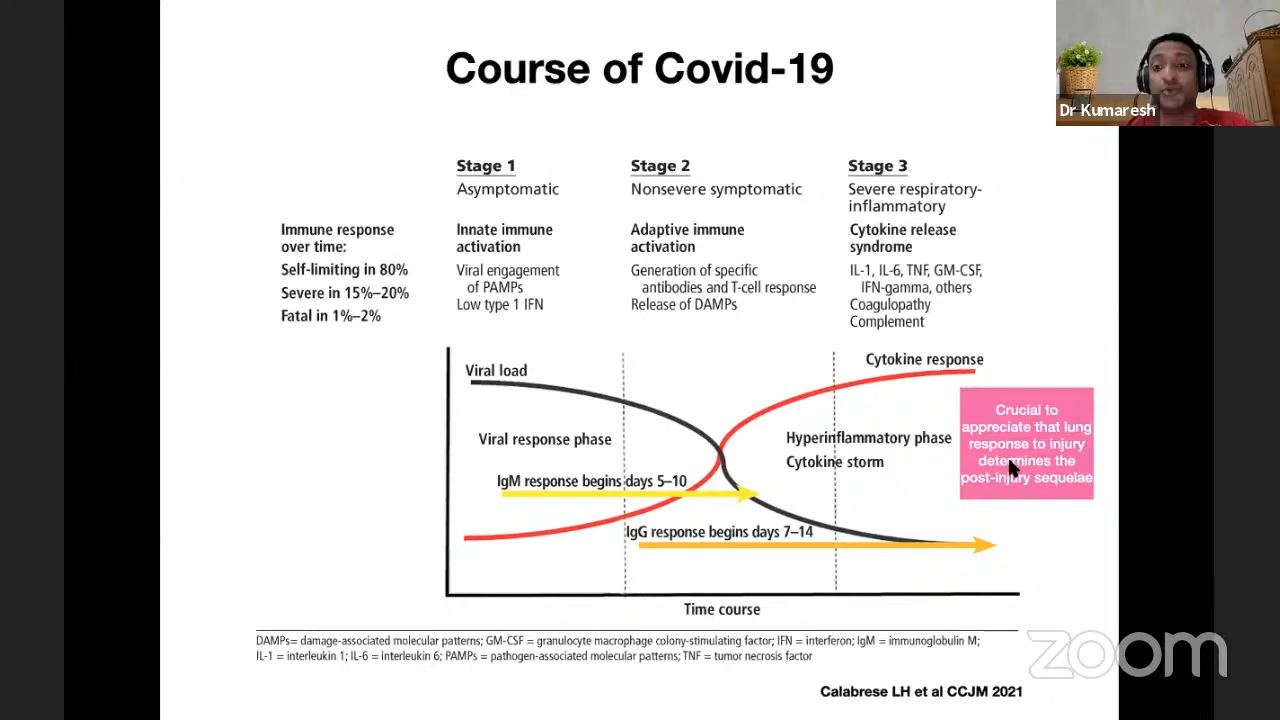 Course of Covid-19
Dr Kumaresh
Stage 1
Asymptomatic
Stage 2
Nonsevere symptomatic
Stage 3
Severe respiratory-
inflammatory
Immune response
over time:
Self-limiting in 80%
Severe in 15%–20%
Fatal in 1%–2%
Innate immune
activation
Viral engagement
of PAMPs
Low type 1 IFN
Adaptive immune
activation
Generation of specific
antibodies and T-cell response
Release of DAMPs
Cytokine release
syndrome
IL-1, IL-6, TNF, GM-CSF,
IFN-gamma, others
Coagulopathy
Complement
Viral load
Cytokine response
Viral response phase
Hyperinflammatory phase
Cytokine storm
IgM response begins days 5–10
IgG response begins days 7–14
Crucial to
appreciate that lung
response to injury
determines the
post-injury sequelae
Time course
DAMPs= damage-associated molecular patterns; GM-CSF = granulocyte macrophage colony-stimulating factor; IFN = interferon; IgM = immunoglobulin M;
IL-1 = interleukin 1; IL-6 = interleukin 6; PAMPs = pathogen-associated molecular patterns; TNF = tumor necrosis factor
zoom
Calabrese LH et al CCJM 2021